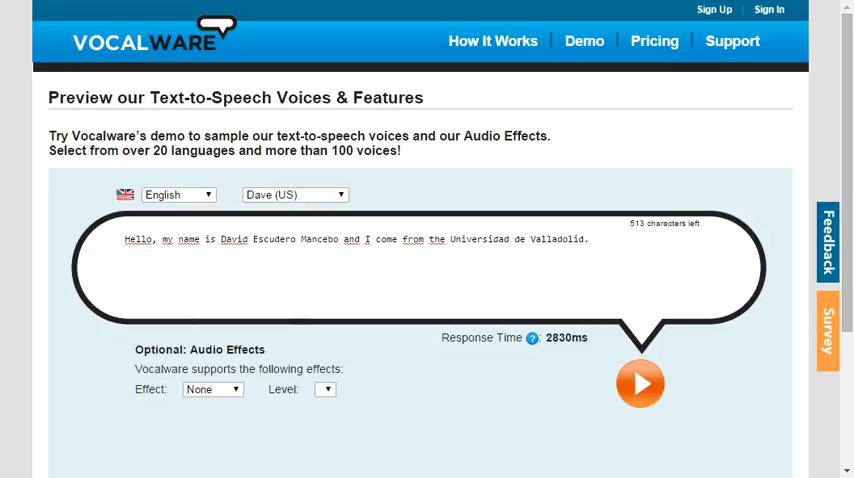 Sign Up | Sign In
VOCALWARE
How It Works | Demo | Pricing | Support
Preview our Text-to-Speech Voices & Features
Try Vocalware's demo to sample our text-to-speech voices and our Audio Effects.
Select from over 20 languages and more than 100 voices!
English Dave (US)
513 characters left
Hello, my name is David Escudero Mancebo and I come from the Universidad de Valladolid.
Response Time ?: 2830ms
Optional: Audio Effects
Vocalware supports the following effects:
Effect: None Level:
Feedback
Survey